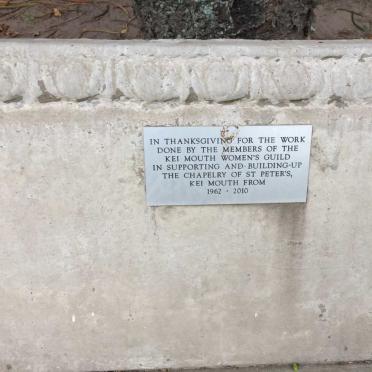 IN THANKSGIVING FOR THE WORK
DONE BY THE MEMBERS OF THE
KEI MOUTH WOMEN'S GUILD
IN SUPPORTING AND BUILDING-UP
THE CHAPELRY OF ST PETER'S,
KEI MOUTH FROM
1962 - 2010